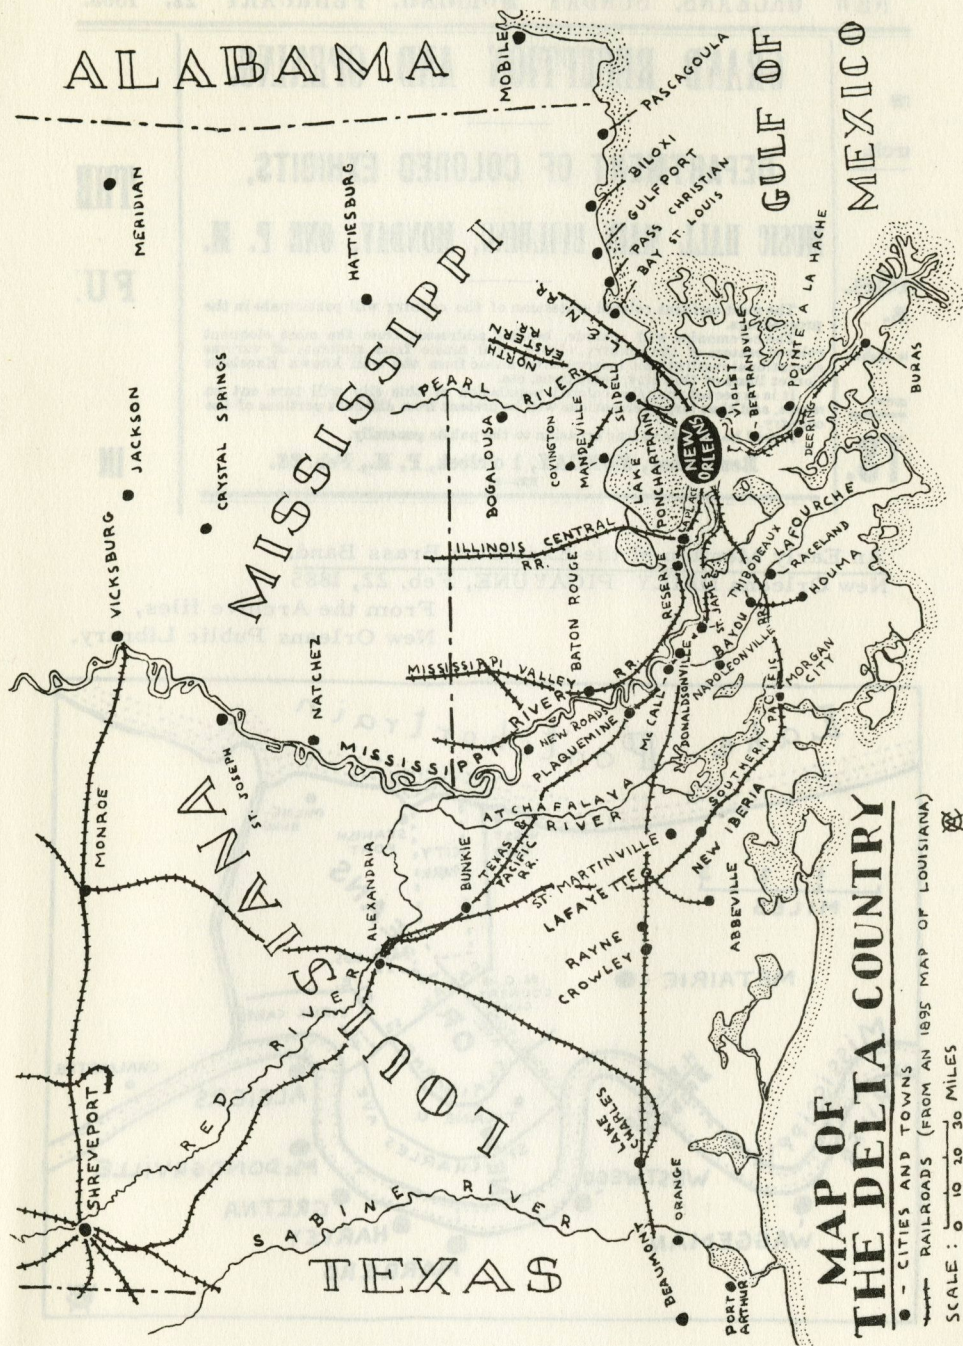 ALABAMA
MOBILE
PASCAGOULA
BILOXI
GULFPORT
PASS CHRISTIAN
BAY ST. LOUIS
GULF OF
MEXICO
MERIDIAN
HATTIESBURG
JACKSON
CRYSTAL SPRINGS
VICKSBURG
NATCHEZ
MISSISSIPPI
L. & N. RR.
NORTH
EASTERN
R.R.
PEARL RIVER
BOGALOUSA
COVINGTON
MANDEVILLE
SLIDELL
LAKE
PONCHARTRAIN
NEW
ORLEANS
VIOLET
BERTRANDVILLE
POINTE A LA HACHE
DEERING
BURAS
ILLINOIS CENTRAL
RR.
LAPLACE
RESERVE
ST. JAMES
BAYOU LAFOURCHE
THIBODEAUX
RACELAND
HOUMA
MISSISSIPPI VALLEY RR.
BATON ROUGE
MISSISSIPPI RIVER
NEW ROADS
PLAQUEMINE
MCCALL
DONALDSONVILLE
NAPOLEONVILLE
MORGAN
CITY
SOUTHERN PACIFIC RR.
ATCHAFALAYA
RIVER
ST. JOSEPH
MONROE
LOUISIANA
ALEXANDRIA
BUNKIE
TEXAS &
PACIFIC
RR.
ST. MARTINVILLE
LAFAYETTE
NEW IBERIA
ABBEVILLE
RAYNE
CROWLEY
LAKE
CHARLES
RED RIVER
SHREVEPORT
SABINE RIVER
TEXAS
BEAUMONT
ORANGE
PORT
ARTHUR
MAP OF
THE DELTA COUNTRY
- CITIES AND TOWNS
RAILROADS (FROM AN 1895 MAP OF LOUISIANA)
SCALE: 0 10 20 30 MILES